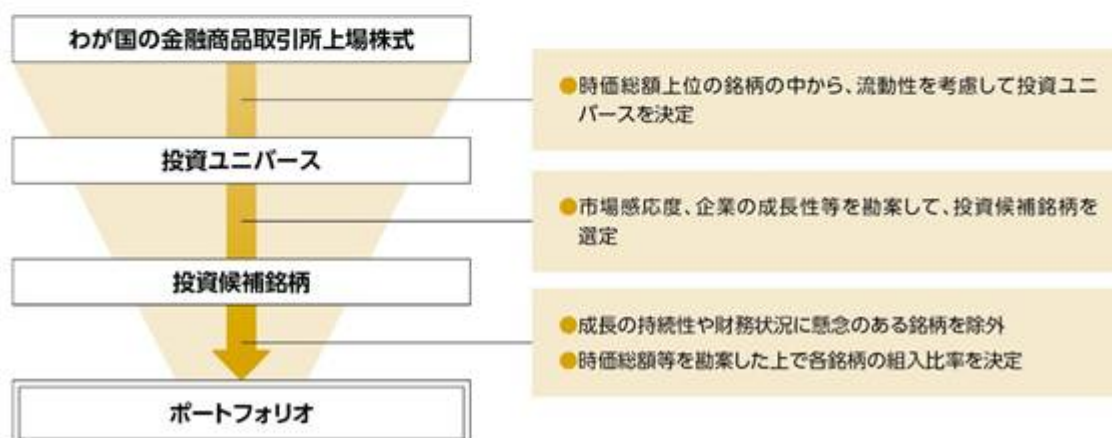 わが国の金融商品取引所上場株式
●時価総額上位の銘柄の中から、流動性を考慮して投資ユニ
バースを決定
投資ユニバース
●市場感応度、企業の成長性等を勘案して、投資候補銘柄を
選定
投資候補銘柄
●成長の持続性や財務状況に懸念のある銘柄を除外
●時価総額等を勘案した上で各銘柄の組入比率を決定
ポートフォリオ